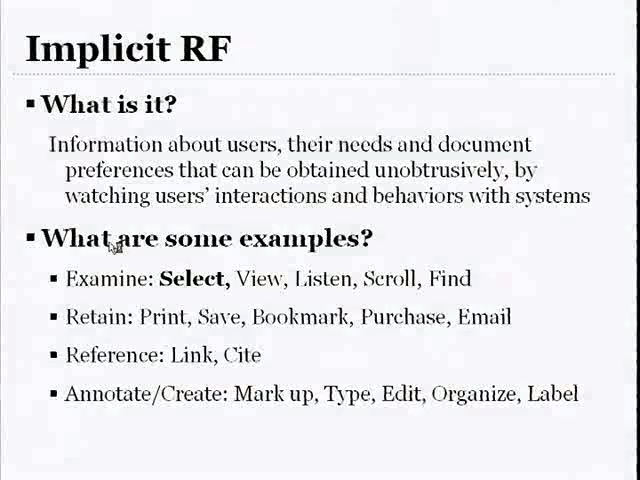 Implicit RF
▪ What is it?
Information about users, their needs and document
preferences that can be obtained unobtrusively, by
watching users' interactions and behaviors with systems
▪ What are some examples?
▪ Examine: Select, View, Listen, Scroll, Find
▪ Retain: Print, Save, Bookmark, Purchase, Email
▪ Reference: Link, Cite
▪ Annotate/Create: Mark up, Type, Edit, Organize, Label